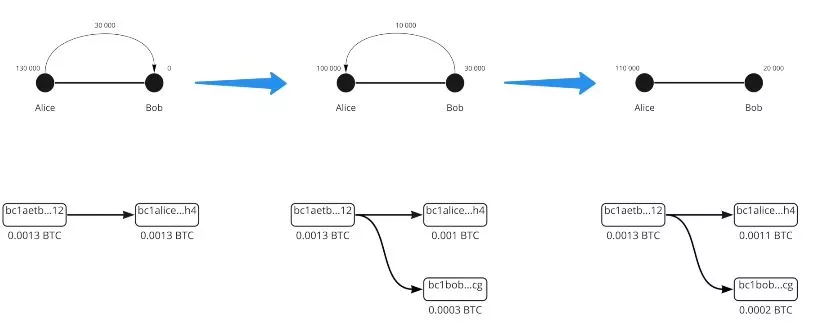 30 000
130 000
0
Alice
Bob
10 000
100 000
30 000
Alice
Bob
110 000
20 000
Alice
Bob
bc1aetb...12
bc1alice...h4
0.0013 BTC
0.0013 BTC
bc1aetb...12
bc1alice...h4
0.0013 BTC
0.001 BTC
bc1bob...cg
0.0003 BTC
bc1aetb...12
bc1alice...h4
0.0013 BTC
0.0011 BTC
bc1bob...cg
0.0002 BTC